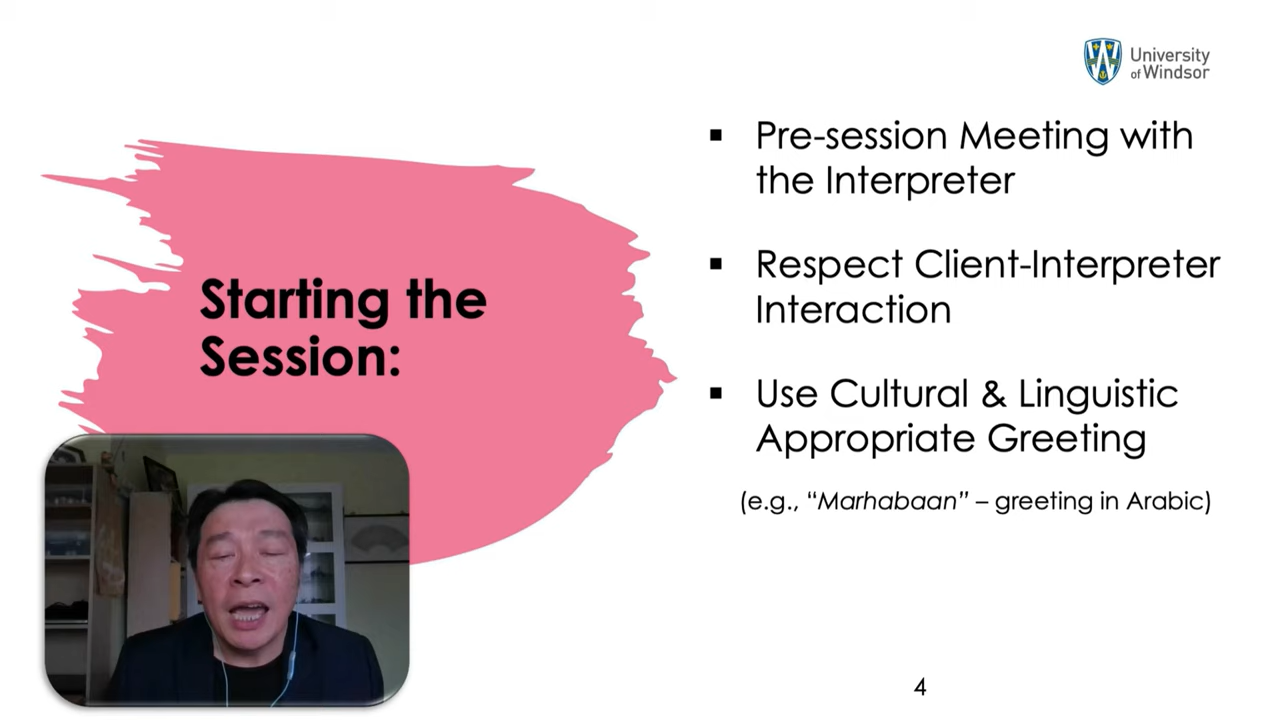 University
of Windsor
▪ Pre-session Meeting with
the Interpreter
▪ Respect Client-Interpreter
Interaction
▪ Use Cultural & Linguistic
Appropriate Greeting
(e.g., “Marhabaan” – greeting in Arabic)
Starting the
Session:
4